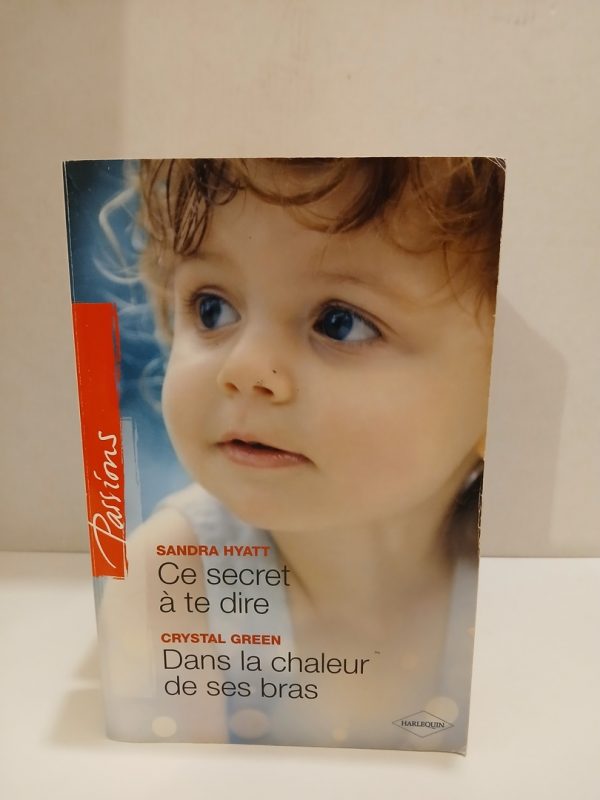 Passions
SANDRA HYATT
Ce secret
à te dire
CRYSTAL GREEN
Dans la chaleur
de ses bras
HARLEQUIN